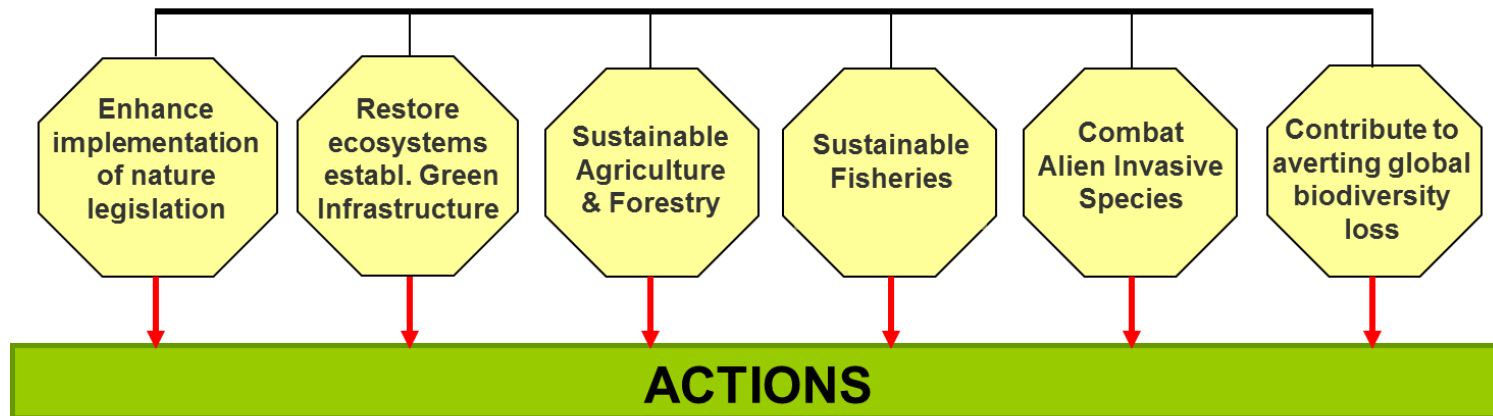 Enhance
implementation
of nature
legislation
Restore
ecosystems
establ. Green
Infrastructure
Sustainable
Agriculture
& Forestry
Sustainable
Fisheries
Combat
Alien Invasive
Species
Contribute to
averting global
biodiversity
loss
ACTIONS